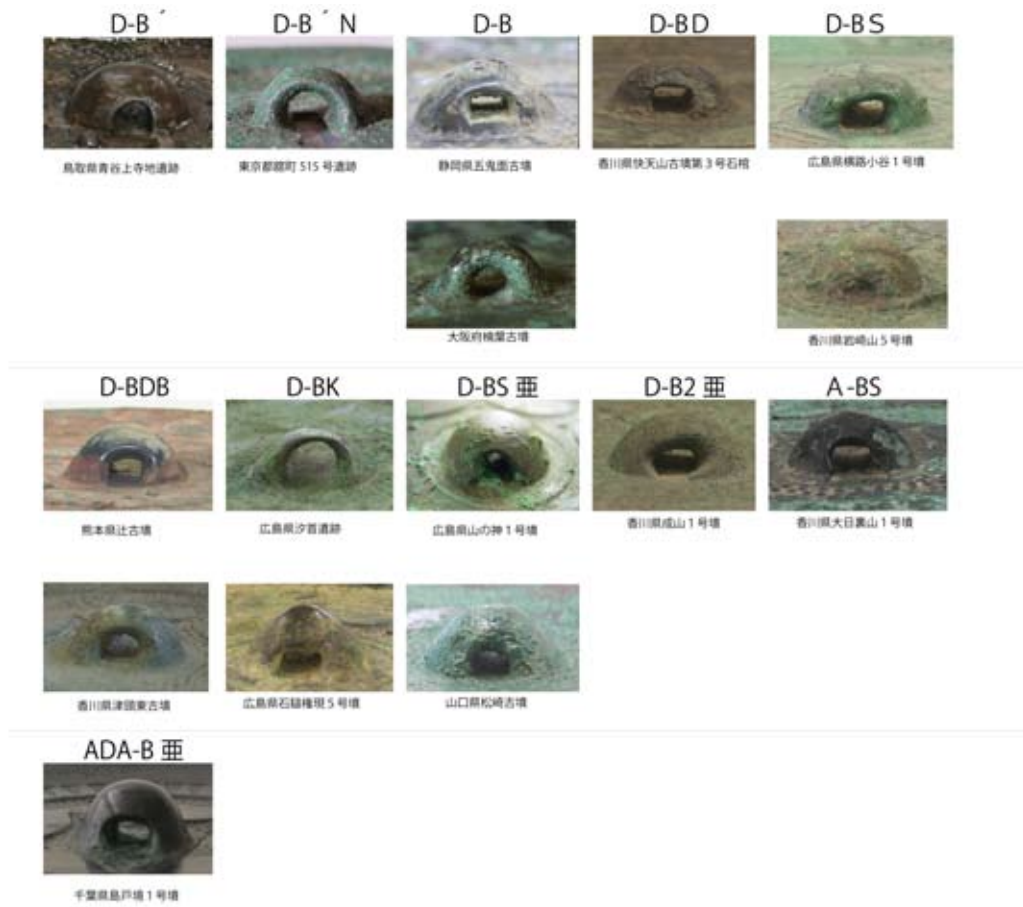 D-B´
D-B´N
D-B
D-BD
D-BS
鳥取県青谷上寺地遺跡
東京都館町515号遺跡
静岡県五鬼面古墳
香川県快天山古墳第3号石棺
広島県横路小谷1号墳
大阪府楠葉古墳
香川県岩崎山5号墳
D-BDB
D-BK
D-BS亜
D-B2亜
A-BS
熊本県辻古墳
広島県汐首遺跡
広島県山の神1号墳
香川県成山1号墳
香川県大日裏山1号墳
香川県津頭東古墳
広島県石鎚権現5号墳
山口県松崎古墳
ADA-B亜
千葉県島戸境1号墳